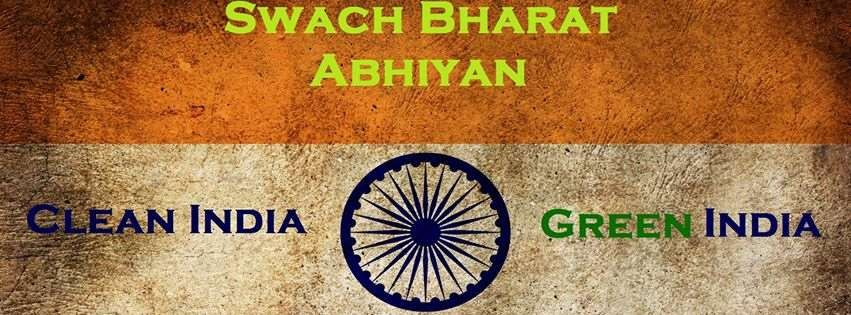 Swach Bharat
Abhiyan
Clean India
Green India